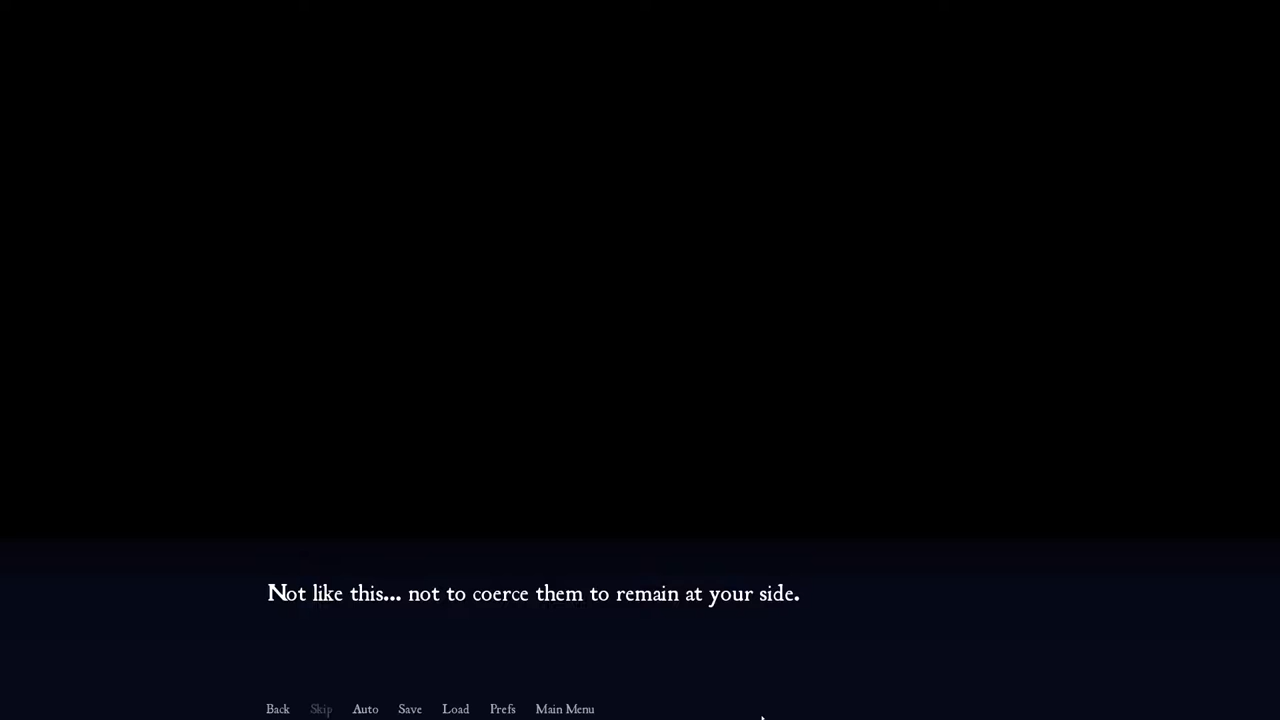 Not like this... not to coerce them to remain at your side.
Back Skip Auto Save Load Prefs Main Menu